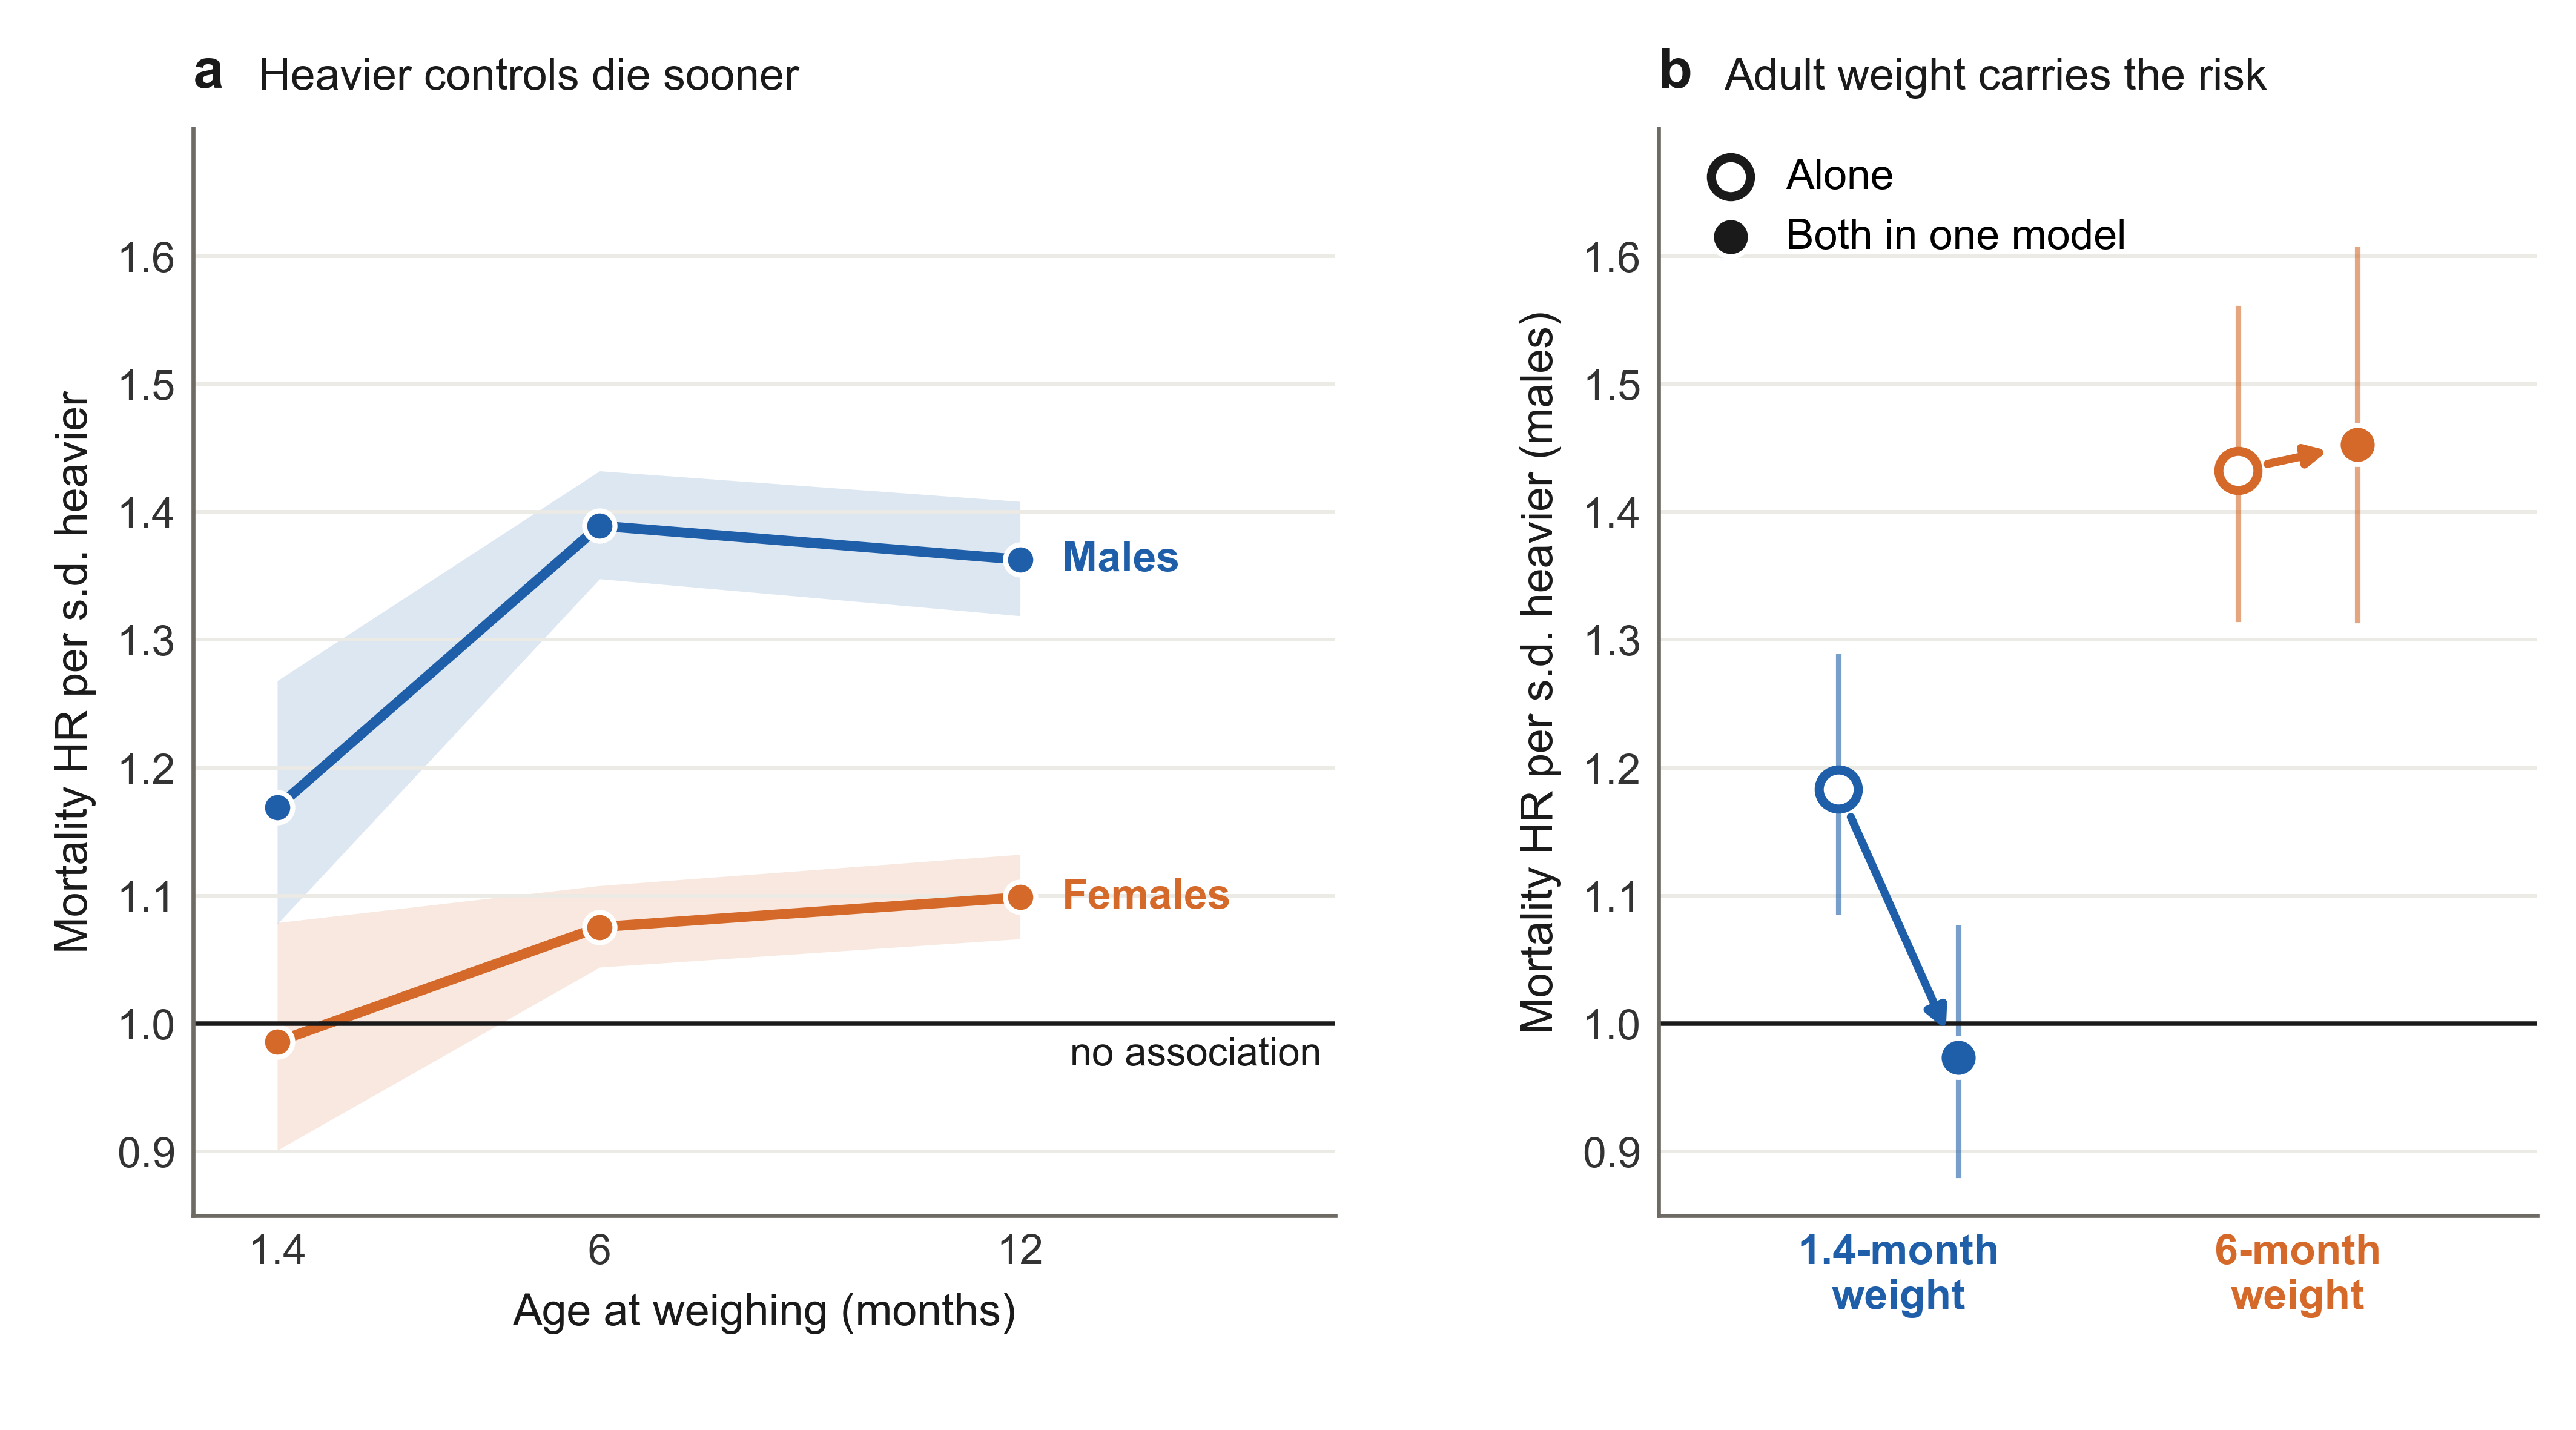 a Heavier controls die sooner
Mortality HR per s.d. heavier
1.6
1.5
1.4
1.3
1.2
1.1
1.0
0.9
Males
Females
no association
1.4 6 12
Age at weighing (months)
b Adult weight carries the risk
Alone
Both in one model
Mortality HR per s.d. heavier (males)
1.6
1.5
1.4
1.3
1.2
1.1
1.0
0.9
1.4-month
weight
6-month
weight